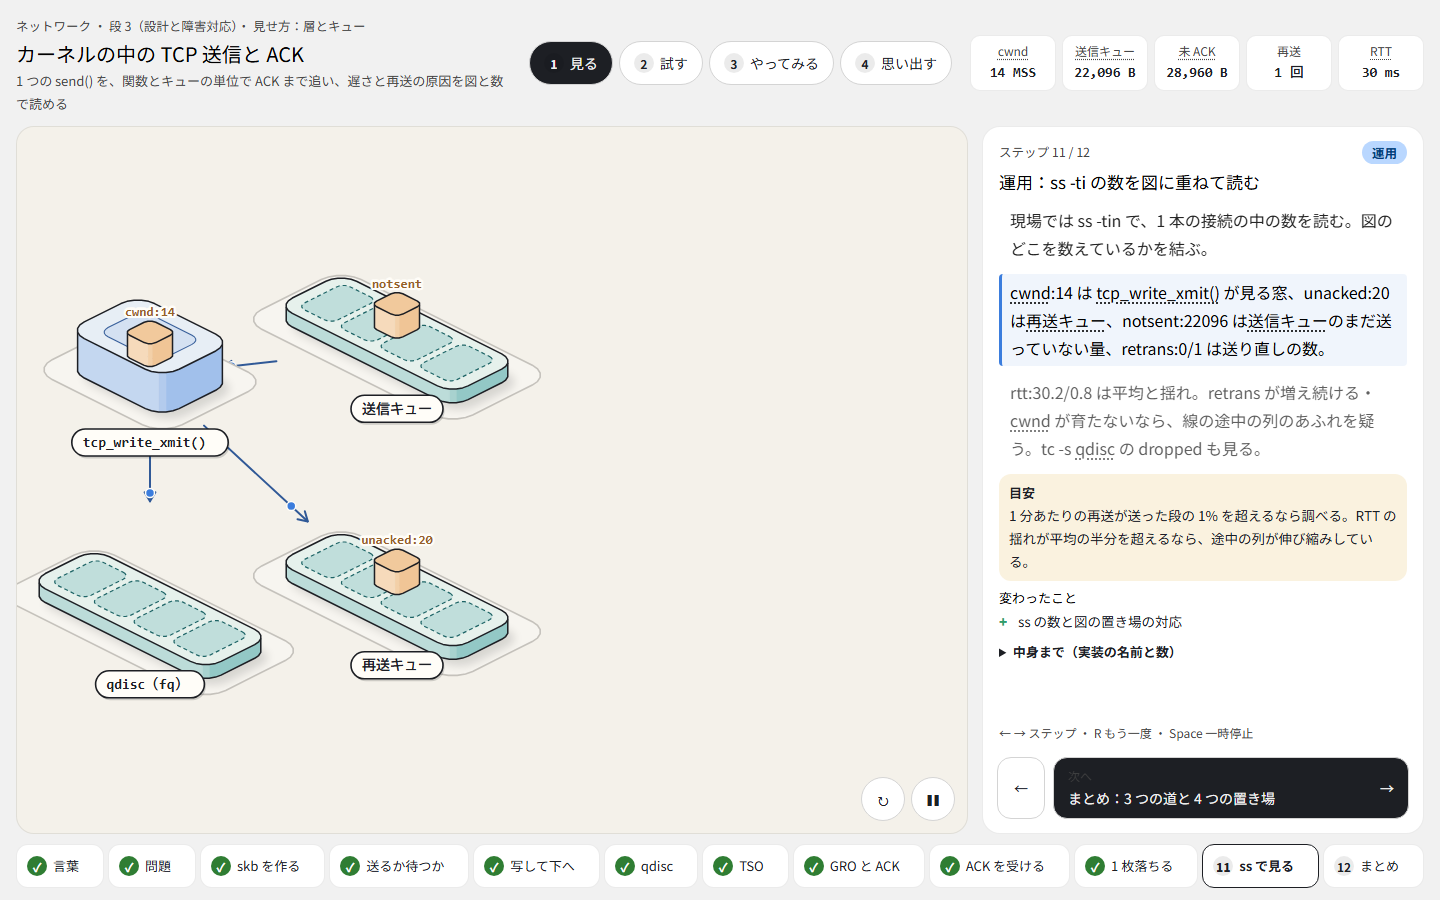 ネットワーク ・ 段 3（設計と障害対応）・ 見せ方：層とキュー
カーネルの中の TCP 送信と ACK
1 つの send() を、関数とキューの単位で ACK まで追い、遅さと再送の原因を図と数
で読める
1 見る
2 試す
3 やってみる
4 思い出す
cwnd
14 MSS
送信キュー
22,096 B
未 ACK
28,960 B
再送
1 回
RTT
30 ms
notsent
cwnd:14
送信キュー
tcp_write_xmit()
unacked:20
再送キュー
qdisc (fq)
↻
ステップ 11 / 12
運用
運用：ss -ti の数を図に重ねて読む
現場では ss -tin で、1 本の接続の中の数を読む。図の
どこを数えているかを結ぶ。
cwnd:14 は tcp_write_xmit() が見る窓、unacked:20
は再送キュー、notsent:22096 は送信キューのまだ送
っていない量、retrans:0/1 は送り直しの数。
rtt:30.2/0.8 は平均と揺れ。retrans が増え続ける・
cwnd が育たないなら、線の途中の列のあふれを疑
う。tc -s qdisc の dropped も見る。
目安
1 分あたりの再送が送った段の 1% を超えるなら調べる。RTT の
揺れが平均の半分を超えるなら、途中の列が伸び縮みしてい
る。
変わったこと
+ ss の数と図の置き場の対応
▶ 中身まで（実装の名前と数）
←→ ステップ ・ R もう一度 ・ Space 一時停止
←
次へ
まとめ：3 つの道と 4 つの置き場 →
✓ 言葉
✓ 問題
✓ skb を作る
✓ 送るか待つか
✓ 写して下へ
✓ qdisc
✓ TSO
✓ GRO と ACK
✓ ACK を受ける
✓ 1 枚落ちる
11 ss で見る
12 まとめ